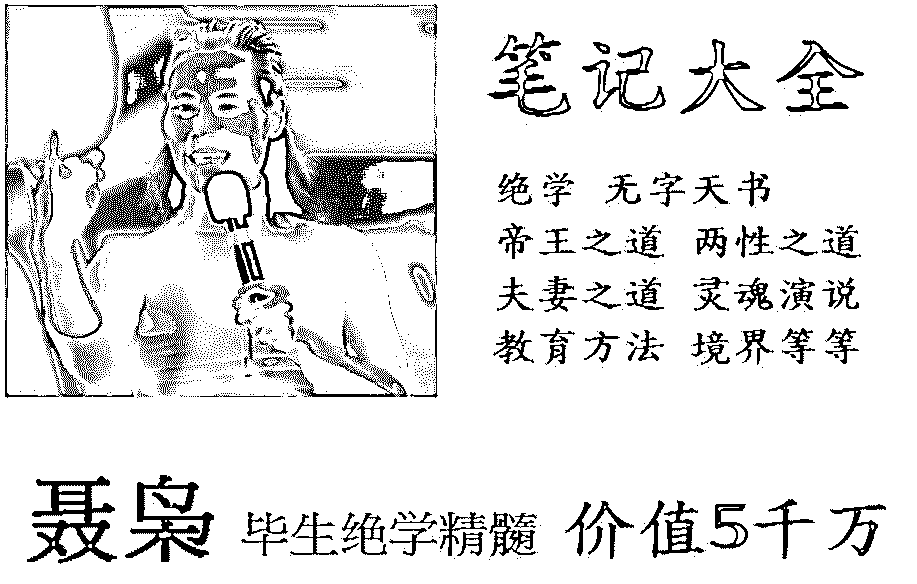 笔记大全
绝学 无字天书
帝王之道 两性之道
夫妻之道 灵魂演说
教育方法 境界等等
聂枭 毕生绝学精髓 价值5千万